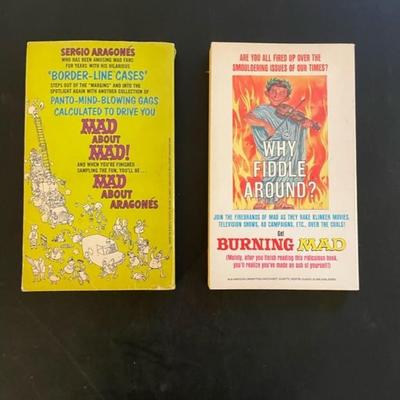 SERGIO ARAGONÉS
WHO HAS BEEN AMUSING MAD FANS
FOR YEARS WITH HIS HILARIOUS
"BORDER-LINE CASES"
STEPS OUT OF THE "MARGINS" AND INTO
THE SPOTLIGHT AGAIN WITH ANOTHER COLLECTION OF
PANTO-MIND-BLOWING GAGS
CALCULATED TO DRIVE YOU
MAD
ABOUT
MAD!
AND WHEN YOU'RE FINISHED
SAMPLING THE FUN, YOU'LL BE...
MAD
ABOUT
ARAGONÉS
ARE YOU ALL FIRED UP OVER THE
SMOULDERING ISSUES OF OUR TIMES?
WHY
FIDDLE
AROUND?
JOIN THE FIREBRANDS OF MAD AS THEY RAKE KLINKER MOVIES,
TELEVISION SHOWS, AD CAMPAIGNS, ETC., OVER THE COALS!
Get
BURNING MAD
(Mainly, after you finish reading this ridiculous book,
you'll realize you've made an ash of yourself!)